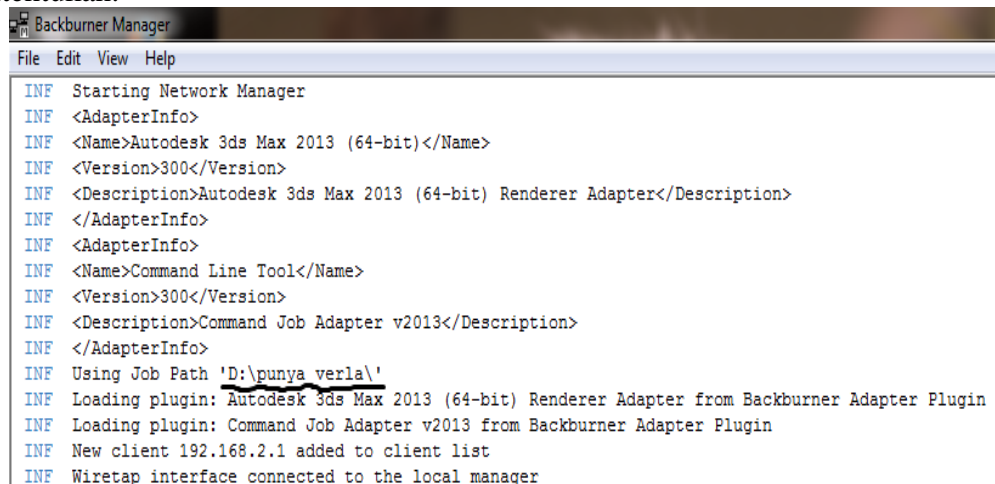 Backburner Manager
File Edit View Help
INF Starting Network Manager
INF <AdapterInfo>
INF <Name>Autodesk 3ds Max 2013 (64-bit)</Name>
INF <Version>300</Version>
INF <Description>Autodesk 3ds Max 2013 (64-bit) Renderer Adapter</Description>
INF </AdapterInfo>
INF <AdapterInfo>
INF <Name>Command Line Tool</Name>
INF <Version>300</Version>
INF <Description>Command Job Adapter v2013</Description>
INF </AdapterInfo>
INF Using Job Path 'D:\punya verla\'
INF Loading plugin: Autodesk 3ds Max 2013 (64-bit) Renderer Adapter from Backburner Adapter Plugin
INF Loading plugin: Command Job Adapter v2013 from Backburner Adapter Plugin
INF New client 192.168.2.1 added to client list
INF Wiretap interface connected to the local manager